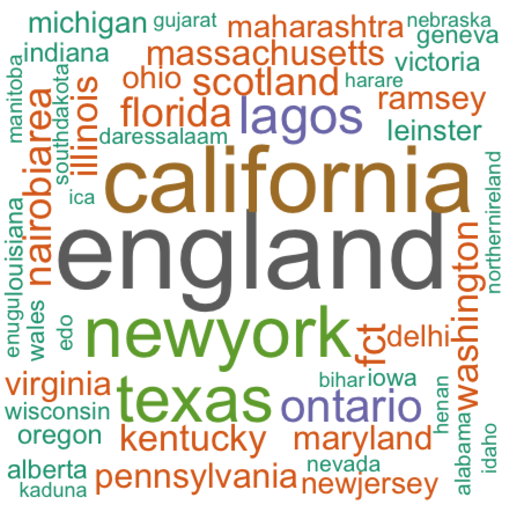 michigan
gujarat
maharashtra
nebraska
geneva
indiana
massachusetts
victoria
manitoba
southdakota
illinois
ohio
scotland
harare
ramsey
nairobiarea
florida
lagos
leinster
daressalaam
california
ica
northernireland
england
louisiana
enugu
wales
edo
newyork
fct
delhi
washington
virginia
texas
bihar
iowa
wisconsin
ontario
henan
oregon
kentucky
maryland
alabama
idaho
alberta
pennsylvania
nevada
kaduna
newjersey